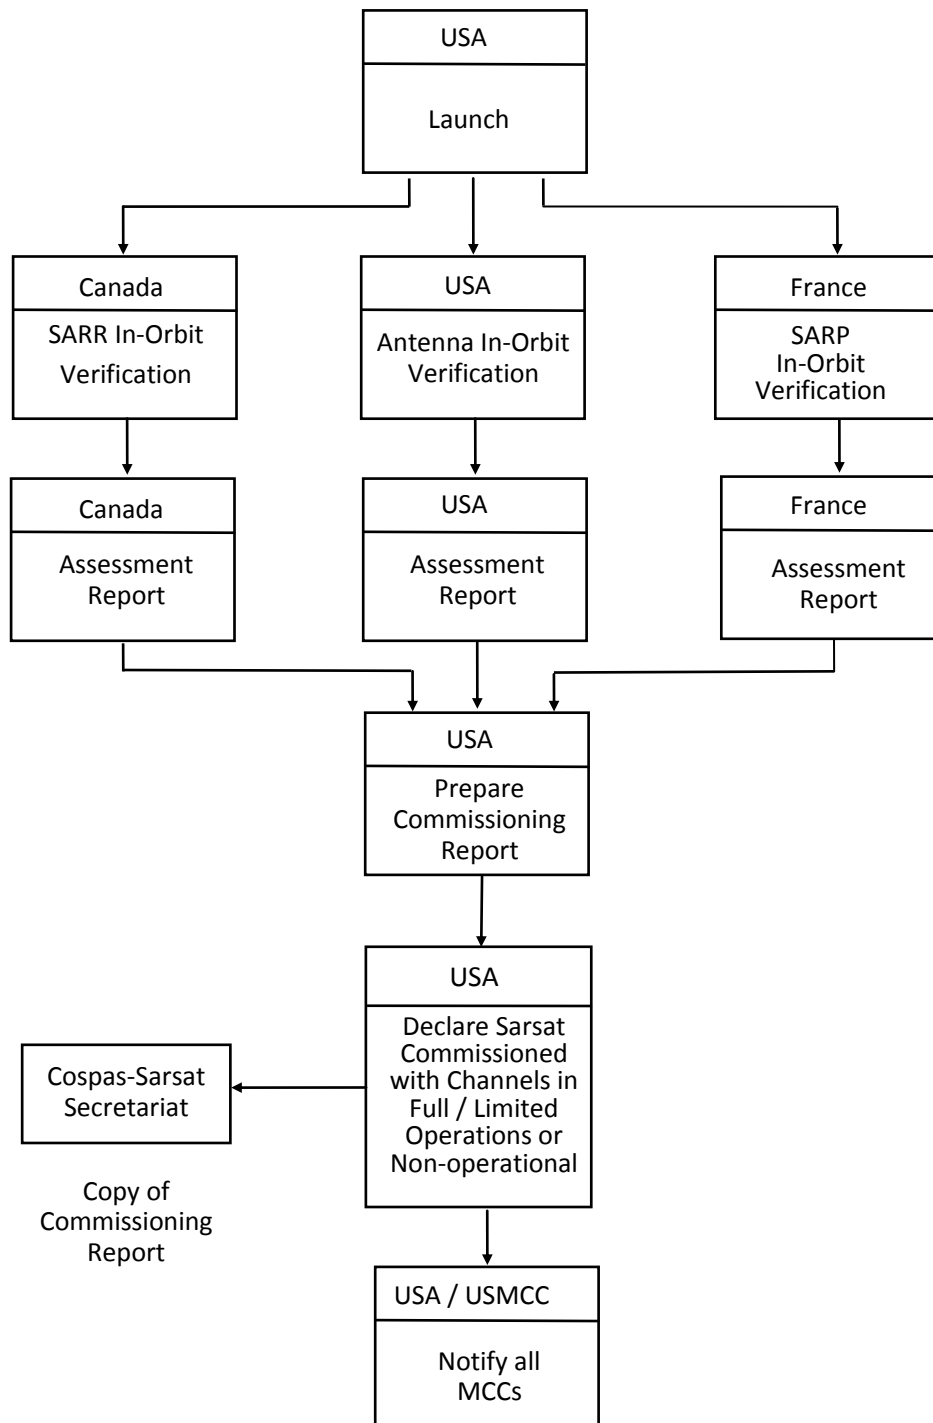 USA
Launch
Canada
SARR In-Orbit
Verification
USA
Antenna In-Orbit
Verification
France
SARP
In-Orbit
Verification
Canada
Assessment
Report
USA
Assessment
Report
France
Assessment
Report
USA
Prepare
Commissioning
Report
USA
Declare Sarsat
Commissioned
with Channels in
Full / Limited
Operations or
Non-operational
Cospas-Sarsat
Secretariat
Copy of
Commissioning
Report
USA / USMCC
Notify all
MCCs